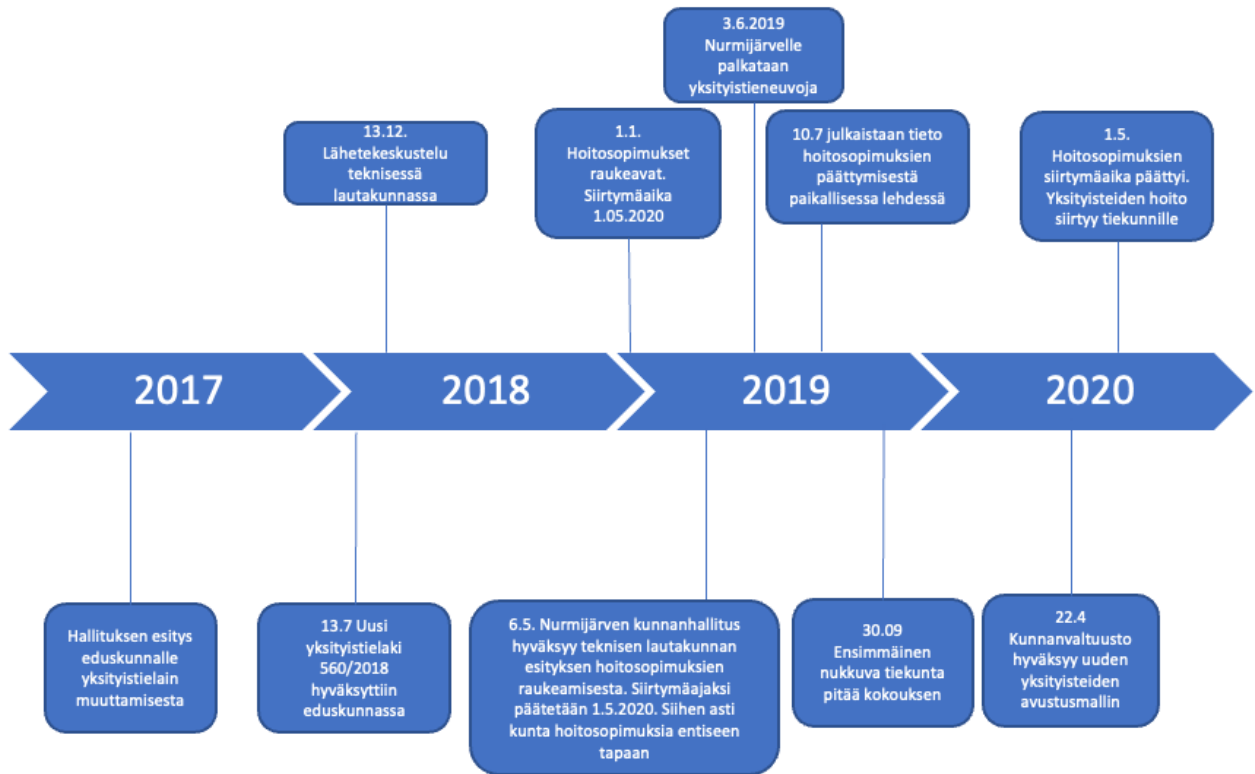 3.6.2019
Nurmijärvelle
palkataan
yksityistieneuvoja
13.12.
Lähetekeskustelu
teknisessä
lautakunnassa
1.1.
Hoitosopimukset
raukeavat.
Siirtymäaika
1.05.2020
10.7 julkaistaan tieto
hoitosopimuksien
päättymisestä
paikallisessa lehdessä
1.5.
Hoitosopimuksien
siirtymäaika päättyi.
Yksityisteiden hoito
siirtyy tiekunnille
2017
2018
2019
2020
Hallituksen esitys
eduskunnalle
yksityistielain
muuttamisesta
13.7 Uusi
yksityistielaki
560/2018
hyväksyttiin
eduskunnassa
6.5. Nurmijärven kunnanhallitus
hyväksyy teknisen lautakunnan
esityksen hoitosopimuksien
raukeamisesta. Siirtymäajaksi
päätetään 1.5.2020. Siihen asti
kunta hoitosopimuksia entiseen
tapaan
30.09
Ensimmäinen
nukkuva tiekunta
pitää kokouksen
22.4
Kunnanvaltuusto
hyväksyy uuden
yksityisteiden
avustusmallin